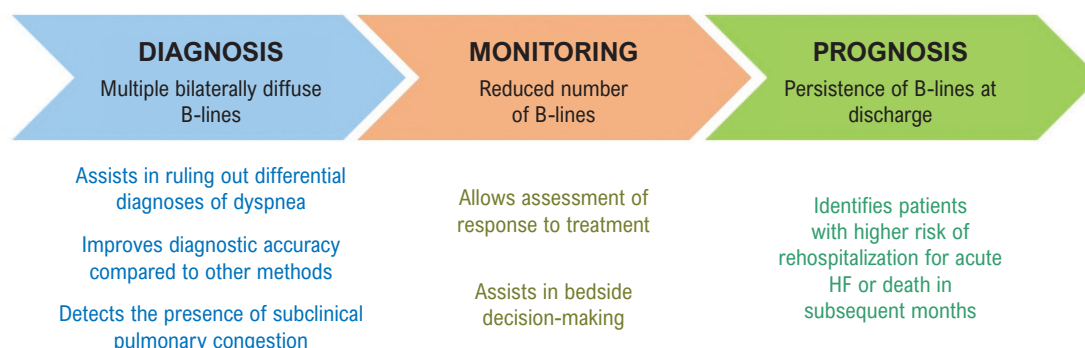 DIAGNOSIS
Multiple bilaterally diffuse
B-lines
MONITORING
Reduced number
of B-lines
PROGNOSIS
Persistence of B-lines at
discharge
Assists in ruling out differential
diagnoses of dyspnea
Improves diagnostic accuracy
compared to other methods
Detects the presence of subclinical
pulmonary congestion
Allows assessment of
response to treatment
Assists in bedside
decision-making
Identifies patients
with higher risk of
rehospitalization for acute
HF or death in
subsequent months